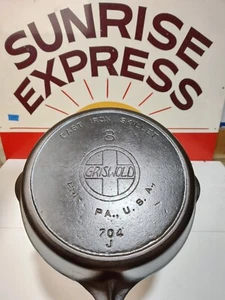 SUNRISE
EXPRESS
CAST IRON SKILLET
8
GRISWOLD
ERIE PA., U.S.A.,
704
J